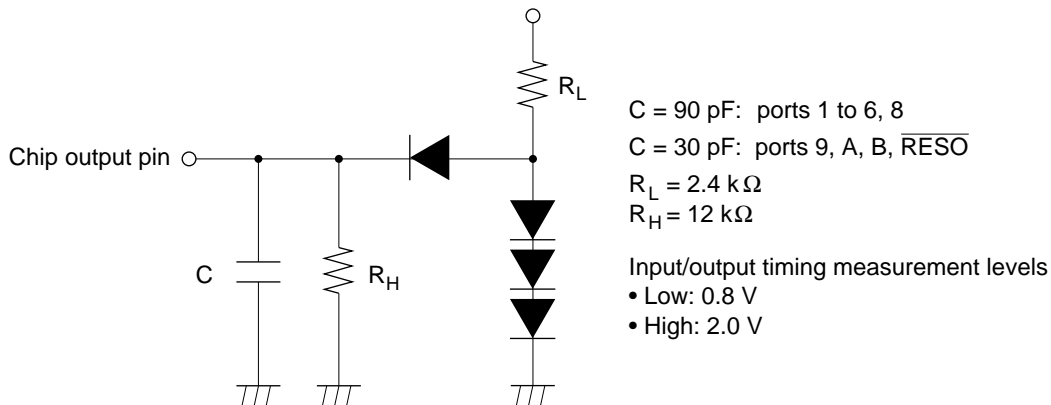 R_L
Chip output pin
C
R_H
C = 90 pF: ports 1 to 6, 8
C = 30 pF: ports 9, A, B, R̅E̅S̅O̅
R_L = 2.4 kΩ
R_H = 12 kΩ
Input/output timing measurement levels
• Low: 0.8 V
• High: 2.0 V